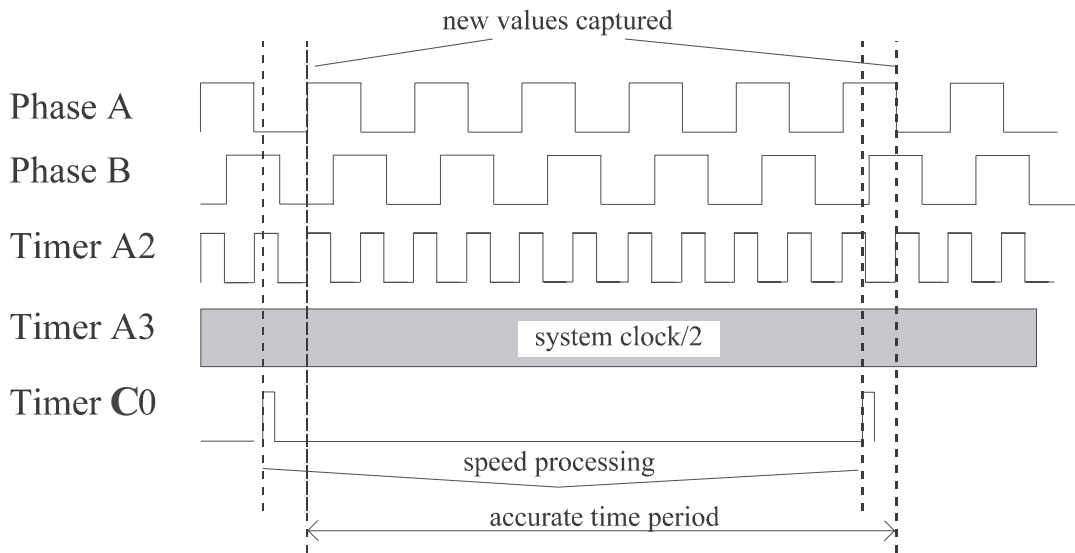 new values captured
Phase A
Phase B
Timer A2
Timer A3
system clock/2
Timer C0
speed processing
accurate time period